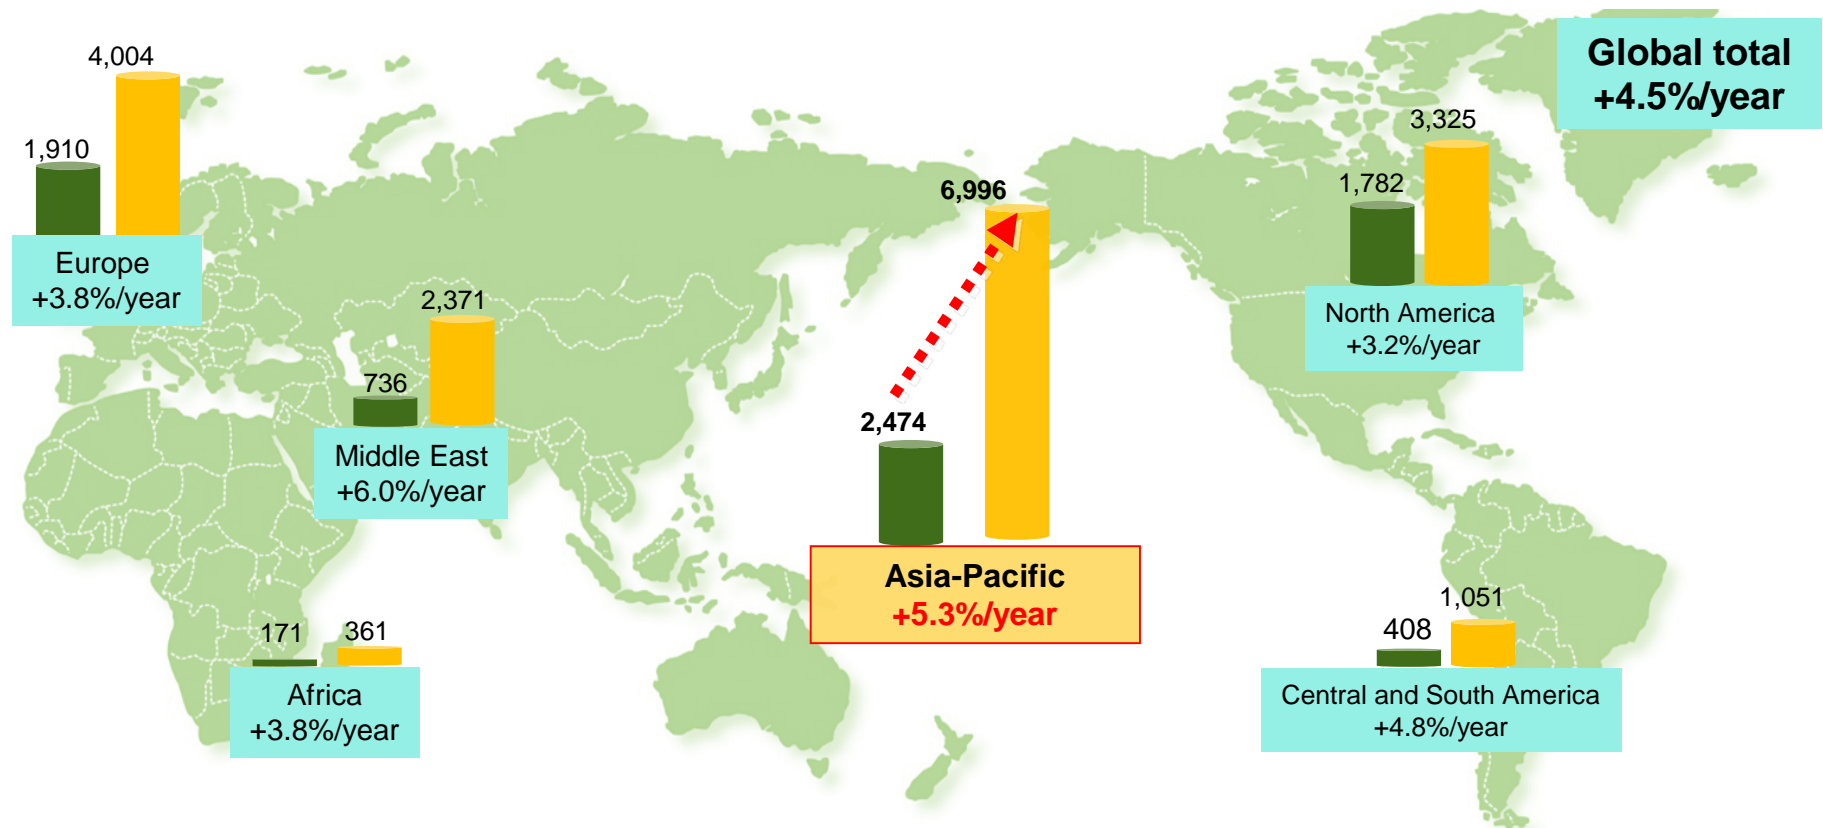 4,004
1,910
Europe
+3.8%/year
2,371
736
Middle East
+6.0%/year
171
361
Africa
+3.8%/year
6,996
2,474
Asia-Pacific
+5.3%/year
Global total
+4.5%/year
3,325
1,782
North America
+3.2%/year
1,051
408
Central and South America
+4.8%/year